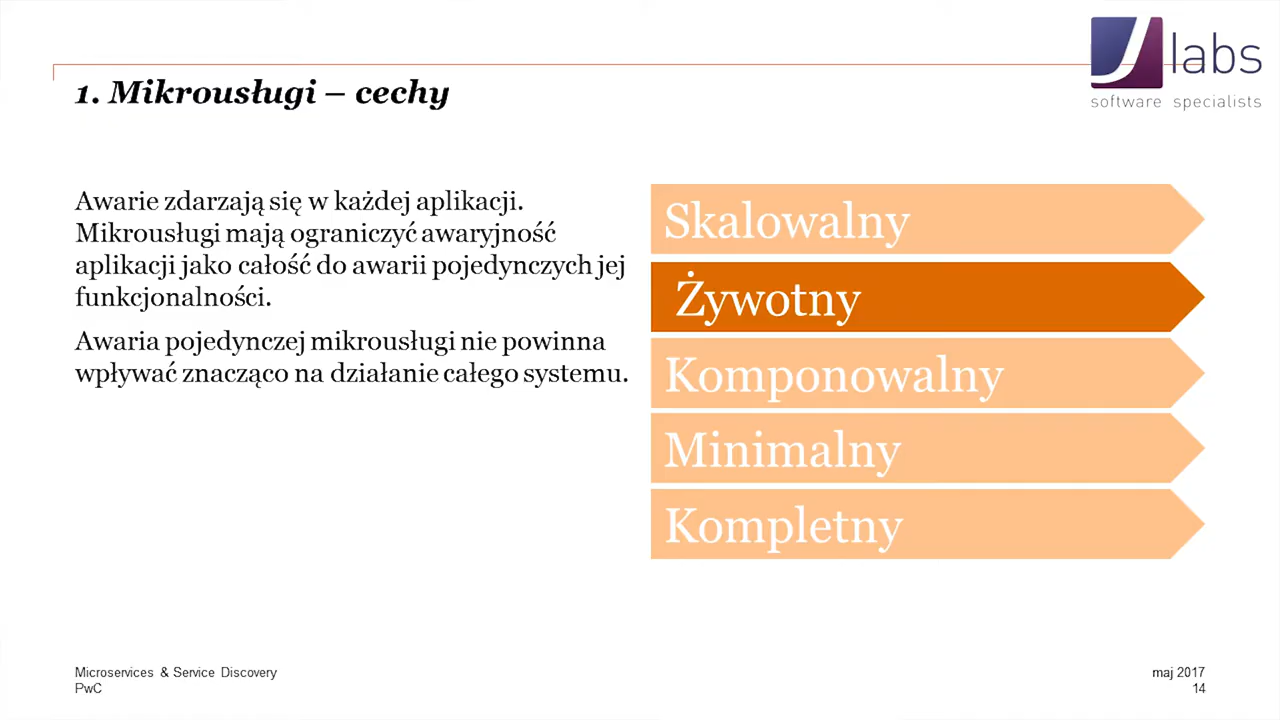 J labs
software specialists
1. Mikrousługi – cechy
Awarie zdarzają się w każdej aplikacji.
Mikrousługi mają ograniczyć awaryjność
aplikacji jako całość do awarii pojedynczych jej
funkcjonalności.
Awaria pojedynczej mikrousługi nie powinna
wpływać znacząco na działanie całego systemu.
Skalowalny
Żywotny
Komponowalny
Minimalny
Kompletny
Microservices & Service Discovery
PwC
maj 2017
14